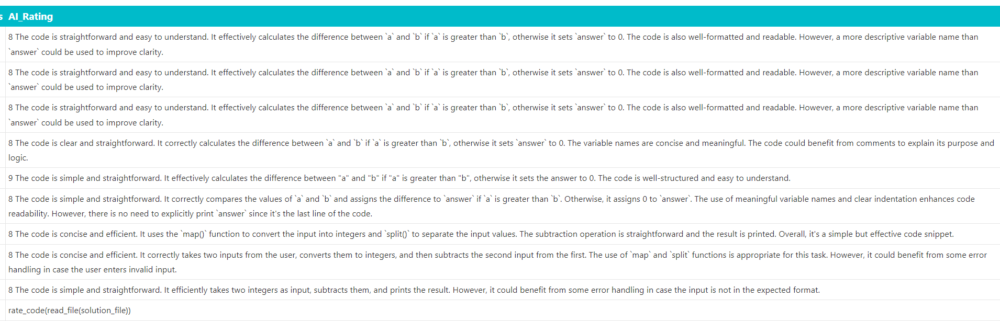 s AI_Rating
8 The code is straightforward and easy to understand. It effectively calculates the difference between `a` and `b` if `a` is greater than `b`, otherwise it sets `answer` to 0. The code is also well-formatted and readable. However, a more descriptive variable name than
`answer` could be used to improve clarity.
8 The code is straightforward and easy to understand. It effectively calculates the difference between `a` and `b` if `a` is greater than `b`, otherwise it sets `answer` to 0. The code is also well-formatted and readable. However, a more descriptive variable name than
`answer` could be used to improve clarity.
8 The code is straightforward and easy to understand. It effectively calculates the difference between `a` and `b` if `a` is greater than `b`, otherwise it sets `answer` to 0. The code is also well-formatted and readable. However, a more descriptive variable name than
`answer` could be used to improve clarity.
8 The code is clear and straightforward. It correctly calculates the difference between `a` and `b` if `a` is greater than `b`, otherwise it sets `answer` to 0. The variable names are concise and meaningful. The code could benefit from comments to explain its purpose and
logic.
9 The code is simple and straightforward. It effectively calculates the difference between "a" and "b" if "a" is greater than "b", otherwise it sets the answer to 0. The code is well-structured and easy to understand.
8 The code is simple and straightforward. It correctly compares the values of `a` and `b` and assigns the difference to `answer` if `a` is greater than `b`. Otherwise, it assigns 0 to `answer`. The use of meaningful variable names and clear indentation enhances code
readability. However, there is no need to explicitly print `answer` since it's the last line of the code.
8 The code is concise and efficient. It uses the `map()` function to convert the input into integers and `split()` to separate the input values. The subtraction operation is straightforward and the result is printed. Overall, it's a simple but effective code snippet.
8 The code is concise and efficient. It correctly takes two inputs from the user, converts them to integers, and then subtracts the second input from the first. The use of `map` and `split` functions is appropriate for this task. However, it could benefit from some error
handling in case the user enters invalid input.
8 The code is simple and straightforward. It efficiently takes two integers as input, subtracts them, and prints the result. However, it could benefit from some error handling in case the input is not in the expected format.
rate_code(read_file(solution_file))